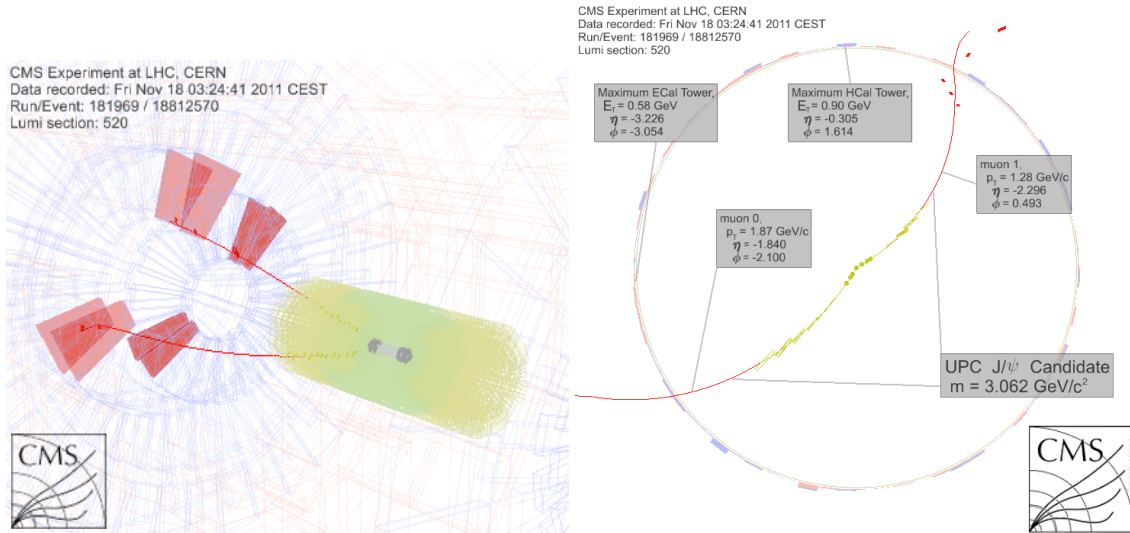 CMS Experiment at LHC, CERN
Data recorded: Fri Nov 18 03:24:41 2011 CEST
Run/Event: 181969 / 18812570
Lumi section: 520
CMS
CMS Experiment at LHC, CERN
Data recorded: Fri Nov 18 03:24:41 2011 CEST
Run/Event: 181969 / 18812570
Lumi section: 520
Maximum ECal Tower,
E_T = 0.58 GeV
η = -3.226
ϕ = -3.054
Maximum HCal Tower,
E_T = 0.90 GeV
η = -0.305
ϕ = 1.614
muon 1,
p_T = 1.28 GeV/c
η = -2.296
ϕ = 0.493
muon 0,
p_T = 1.87 GeV/c
η = -1.840
ϕ = -2.100
UPC J/ψ Candidate
m = 3.062 GeV/c²
CMS